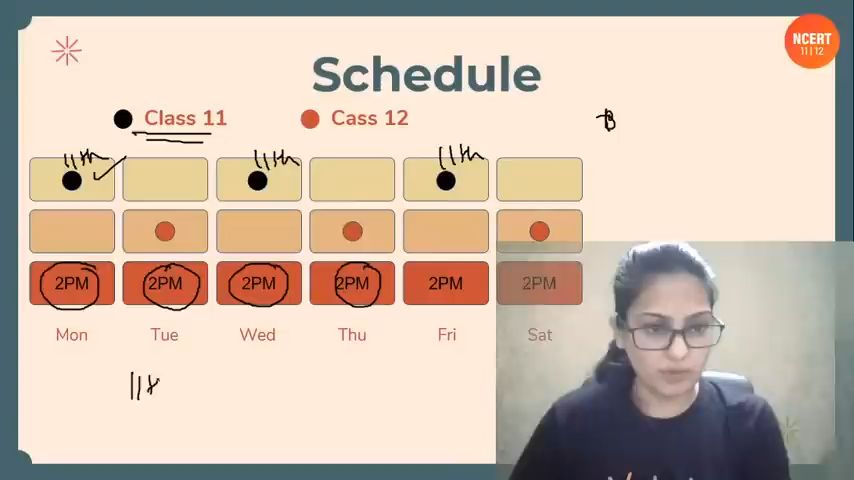 NCERT
11|12
Schedule
Class 11
Cass 12
B
11th 11th 11th
2PM 2PM 2PM 2PM 2PM 2PM
Mon Tue Wed Thu Fri Sat